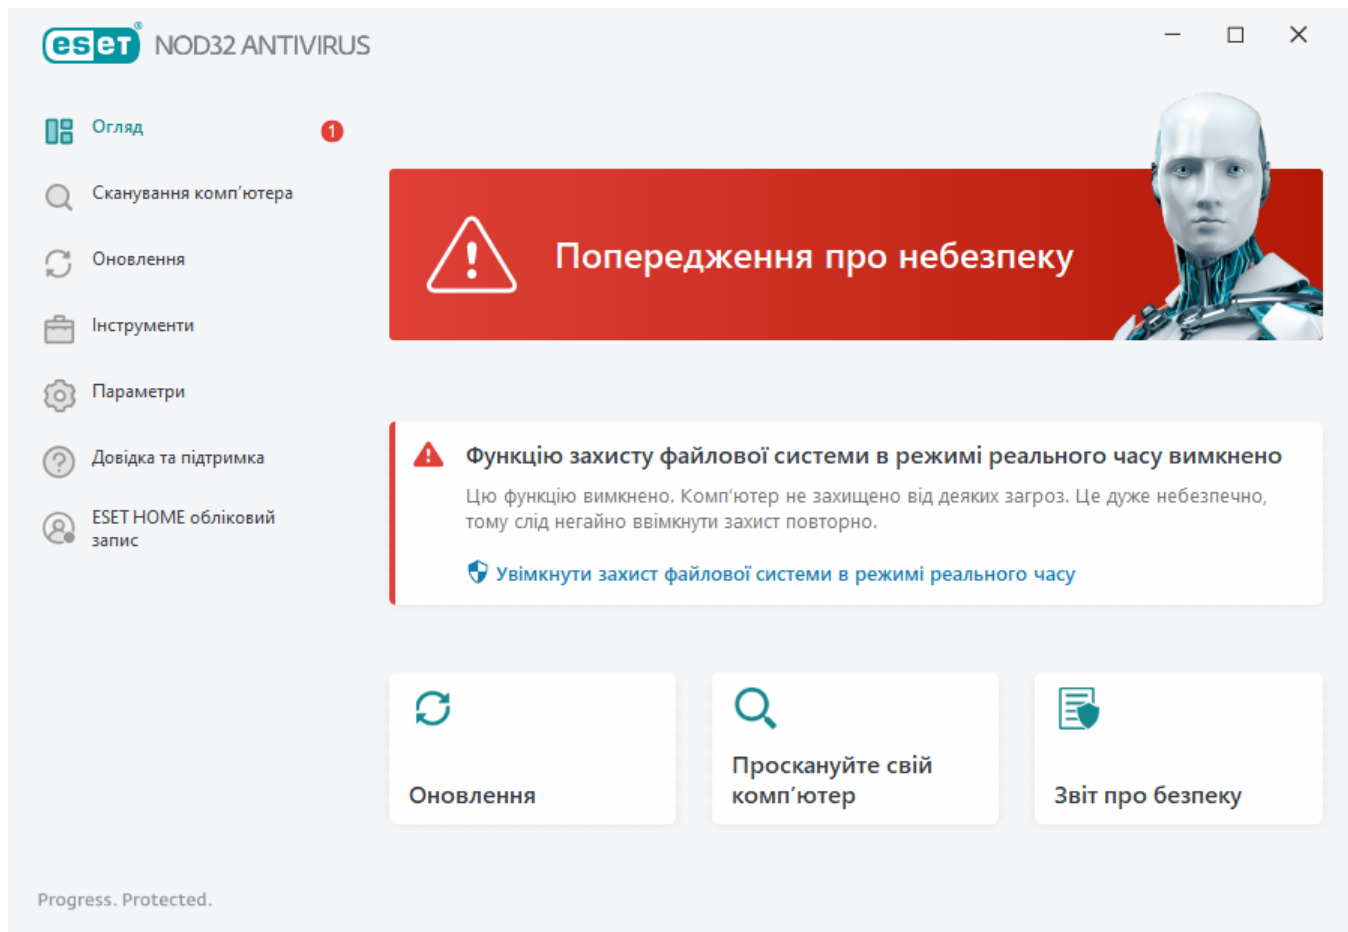 eset® NOD32 ANTIVIRUS
Огляд
1
Сканування комп'ютера
Оновлення
Інструменти
Параметри
Довідка та підтримка
ESET HOME обліковий
запис
Попередження про небезпеку
Функцію захисту файлової системи в режимі реального часу вимкнено
Цю функцію вимкнено. Комп'ютер не захищено від деяких загроз. Це дуже небезпечно,
тому слід негайно ввімкнути захист повторно.
Увімкнути захист файлової системи в режимі реального часу
Оновлення
Проскануйте свій
комп'ютер
Звіт про безпеку
Progress. Protected.